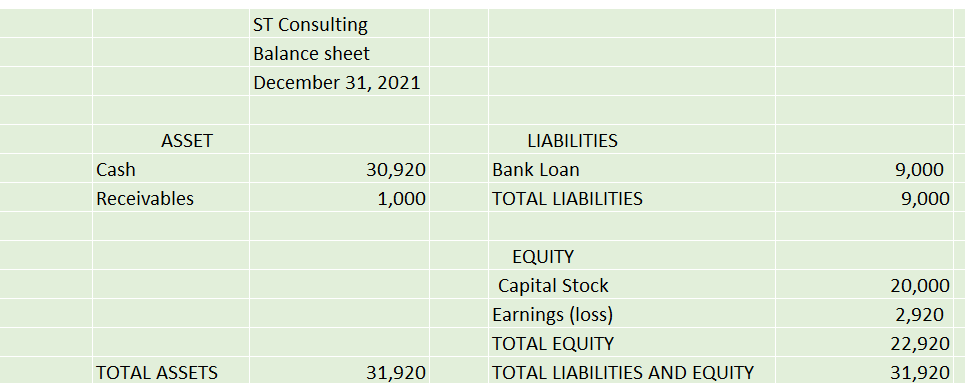 ST Consulting
Balance sheet
December 31, 2021
ASSET LIABILITIES
Cash 30,920 Bank Loan 9,000
Receivables 1,000 TOTAL LIABILITIES 9,000
EQUITY
Capital Stock 20,000
Earnings (loss) 2,920
TOTAL EQUITY 22,920
TOTAL ASSETS 31,920 TOTAL LIABILITIES AND EQUITY 31,920